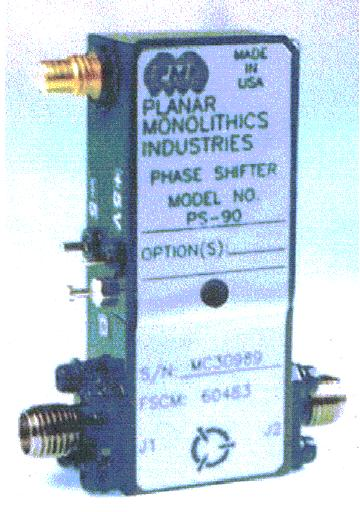 PMI
MADE
IN
USA
PLANAR
MONOLITHICS
INDUSTRIES
PHASE SHIFTER
MODEL NO.
PS-90
OPTION(S)
S/N: MC30989
FSCM: 60483
J1
J2